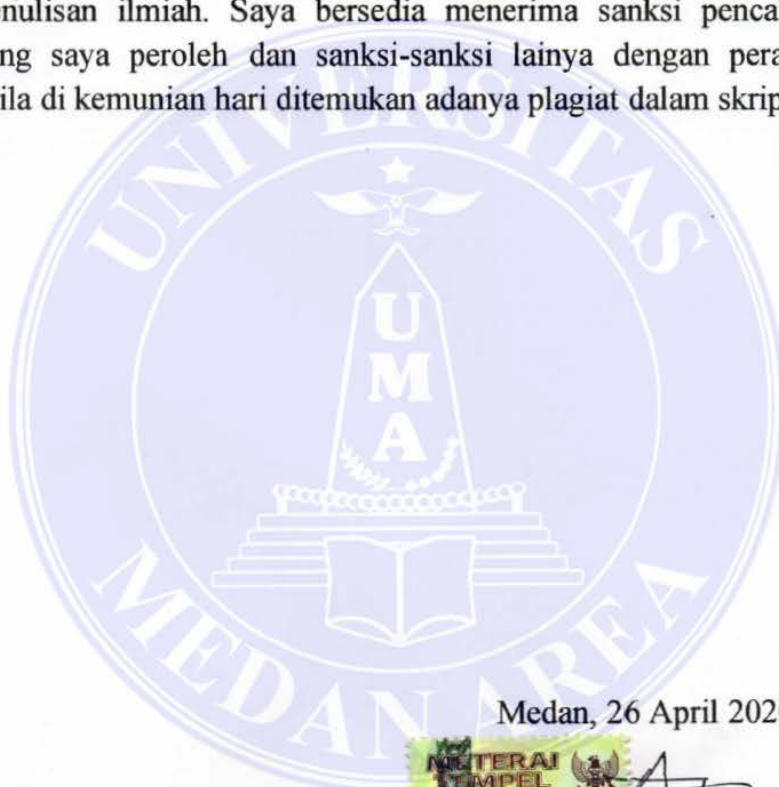 enulisan ilmiah. Saya bersedia menerima sanksi penca
ng saya peroleh dan sanksi-sanksi lainya dengan pera
ila di kemunian hari ditemukan adanya plagiat dalam skrip
UNIVERSITAS
U
M
A
MEDAN AREA
Medan, 26 April 202
METERAI
TEMPEL